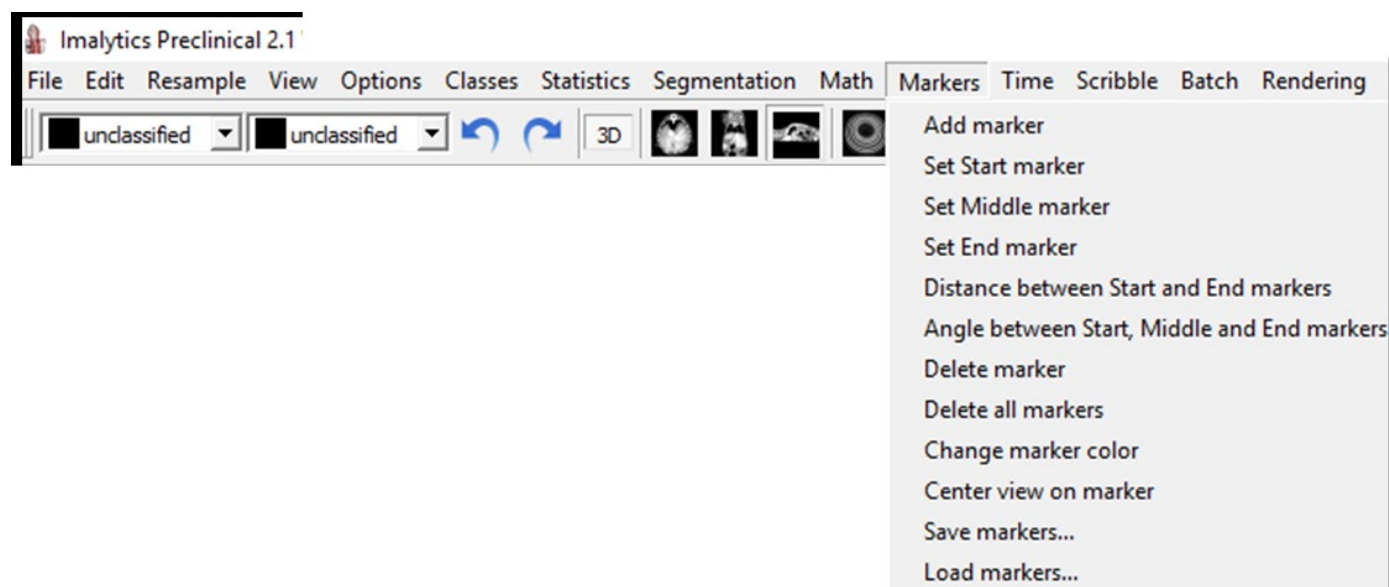 Imalytics Preclinical 2.1
File Edit Resample View Options Classes Statistics Segmentation Math Markers Time Scribble Batch Rendering
unclassified unclassified 3D
Add marker
Set Start marker
Set Middle marker
Set End marker
Distance between Start and End markers
Angle between Start, Middle and End markers
Delete marker
Delete all markers
Change marker color
Center view on marker
Save markers...
Load markers...